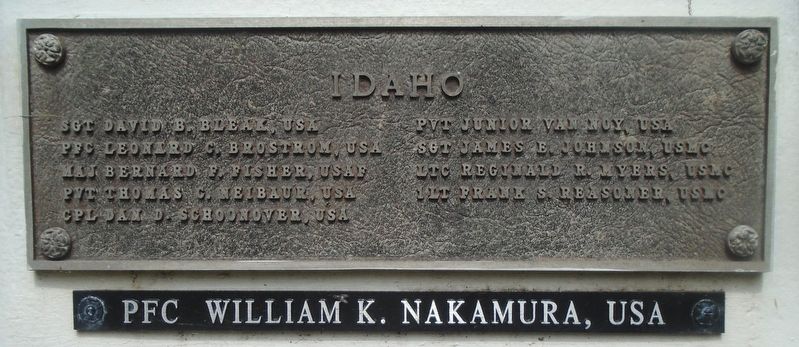 IDAHO
SGT DAVID B. BLEAK, USA
PFC LEONARD C. BROSTROM, USA
MAJ BERNARD F. FISHER, USAF
PVT THOMAS C. NEIBAUR, USA
CPL DAN D. SCHOONOVER, USA
PVT JUNIOR VAN NOY, USA
SGT JAMES E. JOHNSON, USMC
LTC REGINALD R. MYERS, USMC
1LT FRANK S. REASONER, USMC
PFC WILLIAM K. NAKAMURA, USA